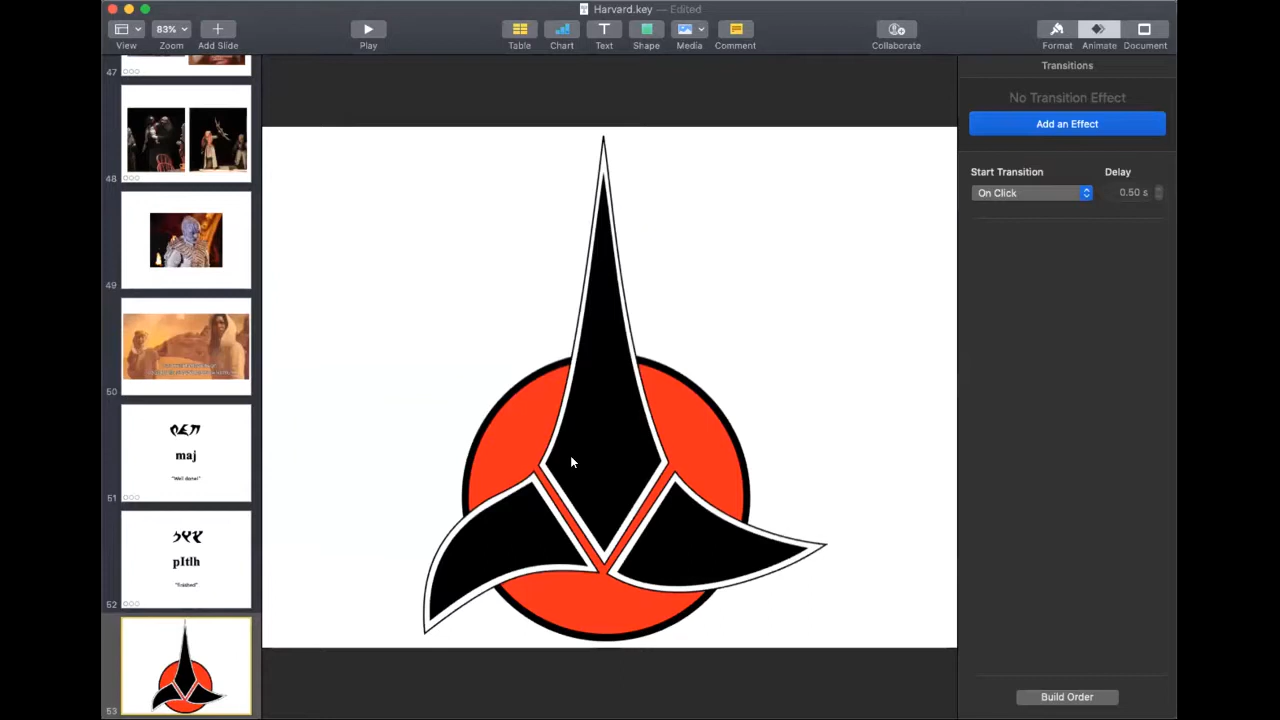 Harvard.key — Edited
View
83%
Zoom
Add Slide
Play
Table
Chart
Text
Shape
Media
Comment
Collaborate
Format
Animate
Document
Transitions
No Transition Effect
Add an Effect
Start Transition
Delay
On Click
0.50 s
Build Order
47
48
49
50
maj
"Well done!"
51
pItlh
"finished"
52
53